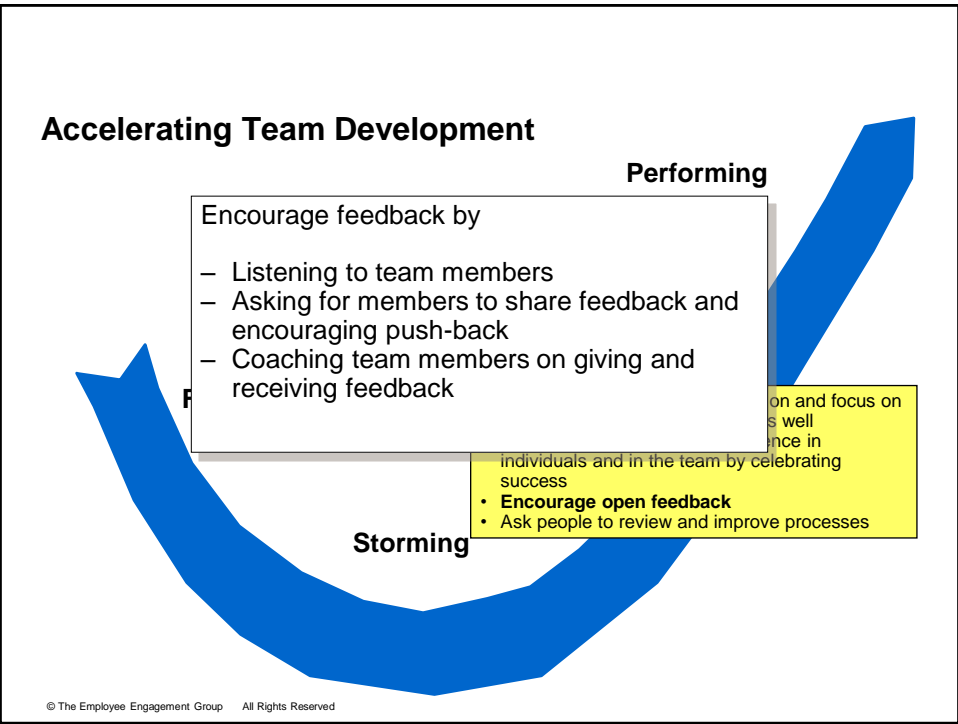 Accelerating Team Development
Performing
Encourage feedback by
– Listening to team members
– Asking for members to share feedback and
encouraging push-back
– Coaching team members on giving and
receiving feedback
on and focus on
well
in
individuals and in the team by celebrating
success
• Encourage open feedback
• Ask people to review and improve processes
Storming
© The Employee Engagement Group All Rights Reserved